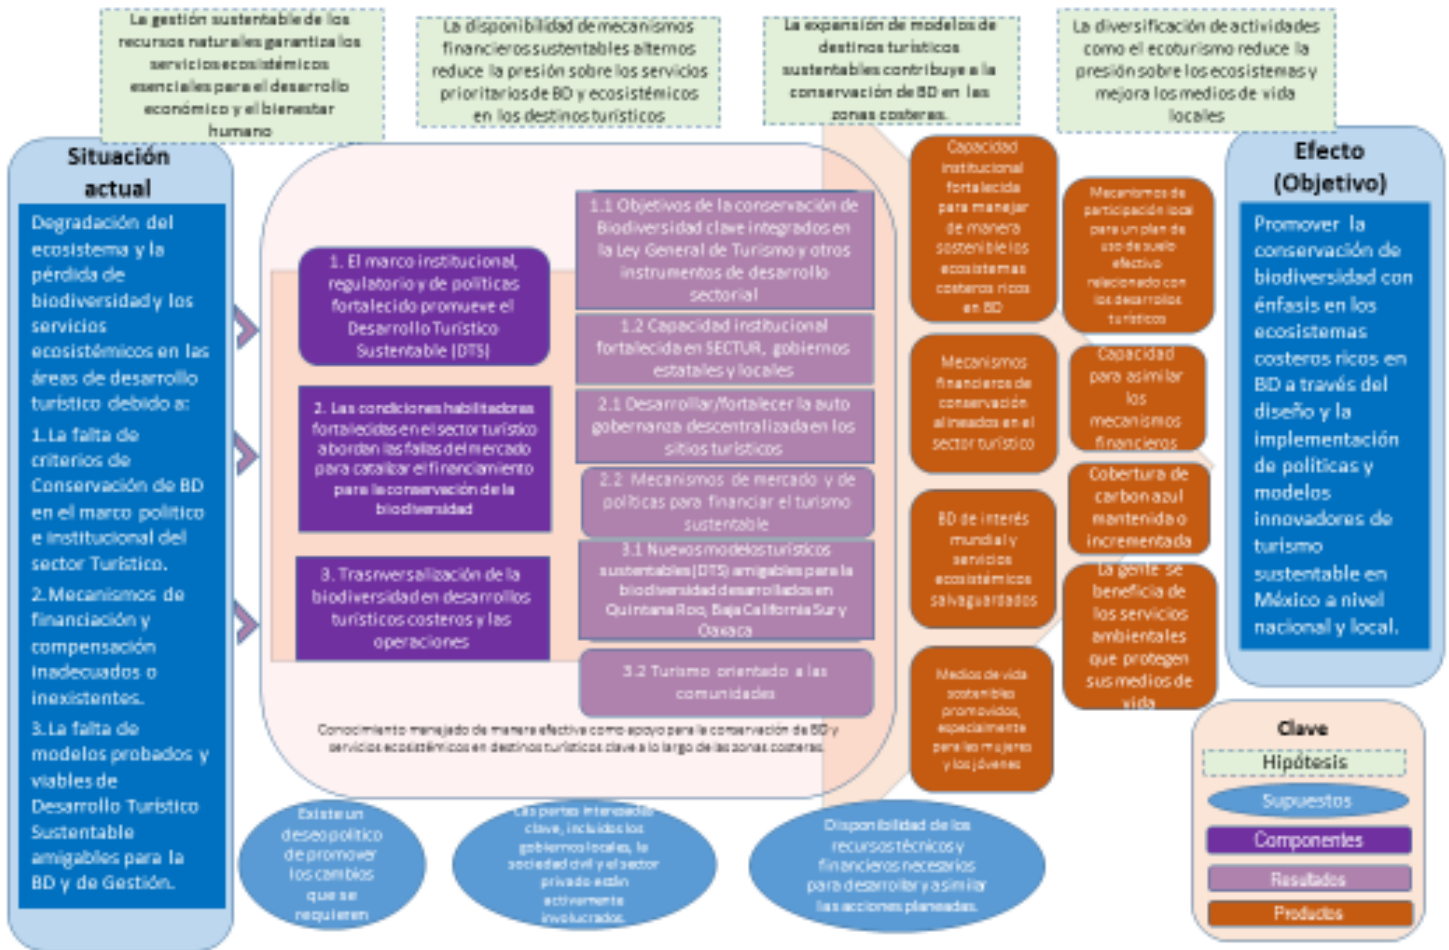 La gestión sustentable de los
recursos naturales garantiza los
servicios ecosistémicos
esenciales para el desarrollo
económico y el bienestar
humano
La disponibilidad de mecanismos
financieros sustentables alternos
reduce la presión sobre los servicios
prioritarios de BD y ecosistémicos
en los destinos turísticos
La expansión de modelos de
destinos turísticos
sustentables contribuye a la
conservación de BD en las
zonas costeras.
La diversificación de actividades
como el ecoturismo reduce la
presión sobre los ecosistemas y
mejora los medios de vida
locales
Situación
actual
Degradación del
ecosistema y la
pérdida de
biodiversidad y los
servicios
ecosistémicos en las
áreas de desarrollo
turístico debido a:
1. La falta de
criterios de
Conservación de BD
en el marco político
e institucional del
sector Turístico.
2. Mecanismos de
financiación y
compensación
inadecuados o
inexistentes.
3. La falta de
modelos probados y
viables de
Desarrollo Turístico
Sustentable
amigables para la
BD y de Gestión.
1. El marco institucional,
regulatorio y de políticas
fortalecido promueve el
Desarrollo Turístico
Sustentable (DTS)
2. Las condiciones habilitadoras
fortalecidas en el sector turístico
abordan las fallas del mercado
para catalizar el financiamiento
para la conservación de la
biodiversidad
3. Trasnversalización de la
biodiversidad en desarrollos
turísticos costeros y las
operaciones
1.1 Objetivos de la conservación de
Biodiversidad clave integrados en
la Ley General de Turismo y otros
instrumentos de desarrollo
sectorial
1.2 Capacidad institucional
fortalecida en SECTUR, gobiernos
estatales y locales
2.1 Desarrollar/fortalecer la auto
gobernanza descentralizada en los
sitios turísticos
2.2 Mecanismos de mercado y de
políticas para financiar el turismo
sustentable
3.1 Nuevos modelos turísticos
sustentables (DTS) amigables para la
biodiversidad desarrollados en
Quintana Roo, Baja California Sur y
Oaxaca
3.2 Turismo orientado a las
comunidades
Conocimiento manejado de manera efectiva como apoyo para la conservación de BD y
servicios ecosistémicos en destinos turísticos clave a lo largo de las zonas costeras.
Capacidad
institucional
fortalecida
para manejar
de manera
sostenible los
ecosistemas
costeros ricos
en BD
Mecanismos
financieros de
conservación
alineados en el
sector turístico
BD de interés
mundial y
servicios
ecosistémicos
salvaguardados
Medios de vida
sostenibles
promovidos,
especialmente
para las mujeres
y los jóvenes
Mecanismos de
participación local
para un plan de
uso de suelo
efectivo
relacionado con
los desarrollos
turísticos
Capacidad
para asimilar
los
mecanismos
financieros
Cobertura de
carbon azul
mantenida o
incrementada
La gente se
beneficia de
los servicios
ambientales
que protegen
sus medios de
vida
Efecto
(Objetivo)
Promover la
conservación de
biodiversidad con
énfasis en los
ecosistemas
costeros ricos en
BD a través del
diseño y la
implementación
de políticas y
modelos
innovadores de
turismo
sustentable en
México a nivel
nacional y local.
Existe un
deseo político
de promover
los cambios
que se
requieren
Las partes interesadas
clave, incluidos los
gobiernos locales, la
sociedad civil y el sector
privado están
activamente
involucrados.
Disponibilidad de los
recursos técnicos y
financieros necesarios
para desarrollar y asimilar
las acciones planeadas.
Clave
Hipótesis
Supuestos
Componentes
Resultados
Productos